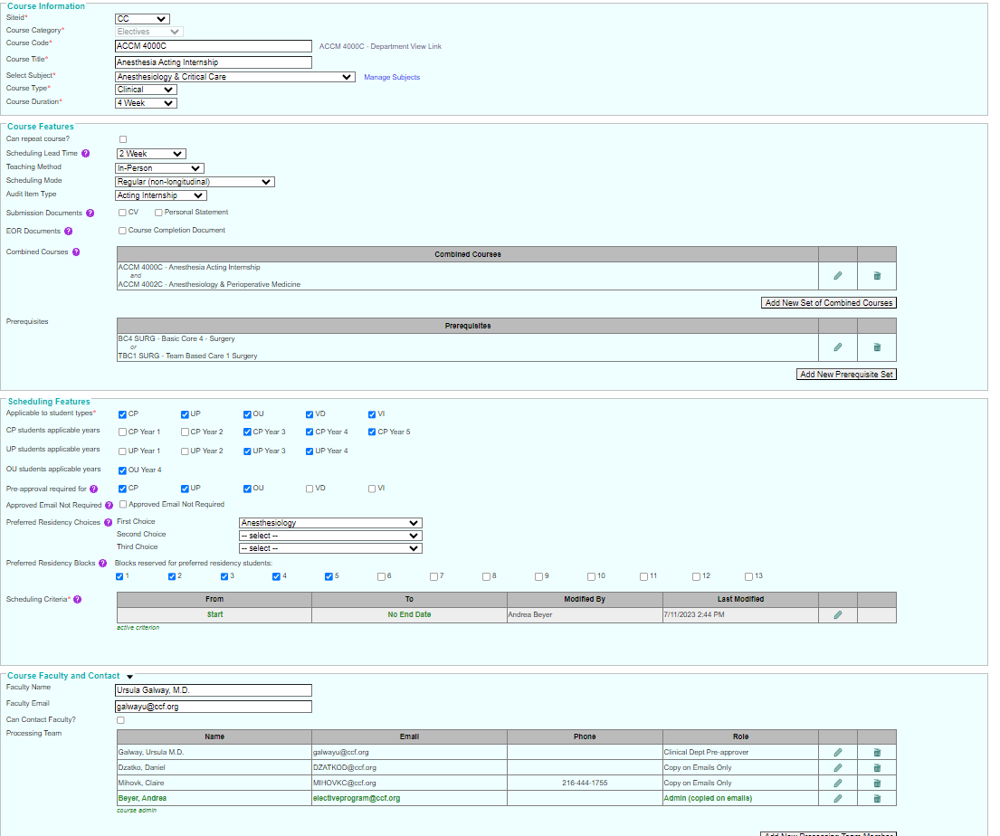 Course Information
Siteid* CC
Course Category* Electives
Course Code* ACCM 4000C ACCM 4000C - Department View Link
Course Title* Anesthesia Acting Internship
Select Subject* Anesthesiology & Critical Care Manage Subjects
Course Type* Clinical
Course Duration* 4 Week
Course Features
Can repeat course?
Scheduling Lead Time ? 2 Week
Teaching Method In-Person
Scheduling Mode Regular (non-longitudinal)
Audit Item Type Acting Internship
Submission Documents ? CV Personal Statement
EOR Documents ? Course Completion Document
Combined Courses ? Combined Courses
ACCM 4000C - Anesthesia Acting Internship
and
ACCM 4002C - Anesthesiology & Perioperative Medicine
Add New Set of Combined Courses
Prerequisites Prerequisites
BC4 SURG - Basic Core 4 - Surgery
or
TBC1 SURG - Team Based Care 1 Surgery
Add New Prerequisite Set
Scheduling Features
Applicable to student types* CP UP OU VD VI
CP students applicable years CP Year 1 CP Year 2 CP Year 3 CP Year 4 CP Year 5
UP students applicable years UP Year 1 UP Year 2 UP Year 3 UP Year 4
OU students applicable years OU Year 4
Pre-approval required for ? CP UP OU VD VI
Approved Email Not Required ? Approved Email Not Required
Preferred Residency Choices ? First Choice Anesthesiology
Second Choice -- select --
Third Choice -- select --
Preferred Residency Blocks ? Blocks reserved for preferred residency students:
1 2 3 4 5 6 7 8 9 10 11 12 13
Scheduling Criteria* ? From To Modified By Last Modified
Start No End Date Andrea Beyer 7/11/2023 2:44 PM
active criterion
Course Faculty and Contact
Faculty Name Ursula Galway, M.D.
Faculty Email galwayu@ccf.org
Can Contact Faculty?
Processing Team Name Email Phone Role
Galway, Ursula M.D. galwayu@ccf.org Clinical Dept Pre-approver
Dzatko, Daniel DZATKOD@ccf.org Copy on Emails Only
Mihovk, Claire MIHOVKC@ccf.org 216-444-1755 Copy on Emails Only
Beyer, Andrea electiveprogram@ccf.org Admin (copied on emails)
course admin
Add New Processing Team Member